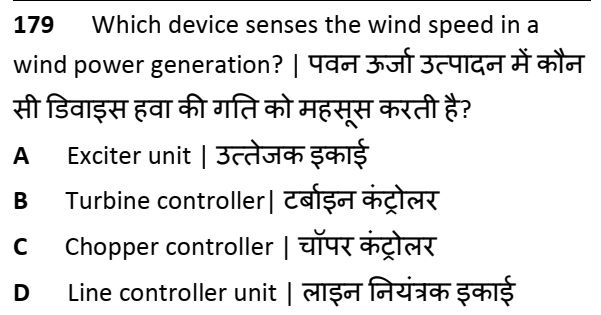 179 Which device senses the wind speed in a
wind power generation? | पवन ऊर्जा उत्पादन में कौन
सी डिवाइस हवा की गति को महसूस करती है?
A Exciter unit | उत्तेजक इकाई
B Turbine controller| टर्बाइन कंट्रोलर
C Chopper controller | चॉपर कंट्रोलर
D Line controller unit | लाइन नियंत्रक इकाई